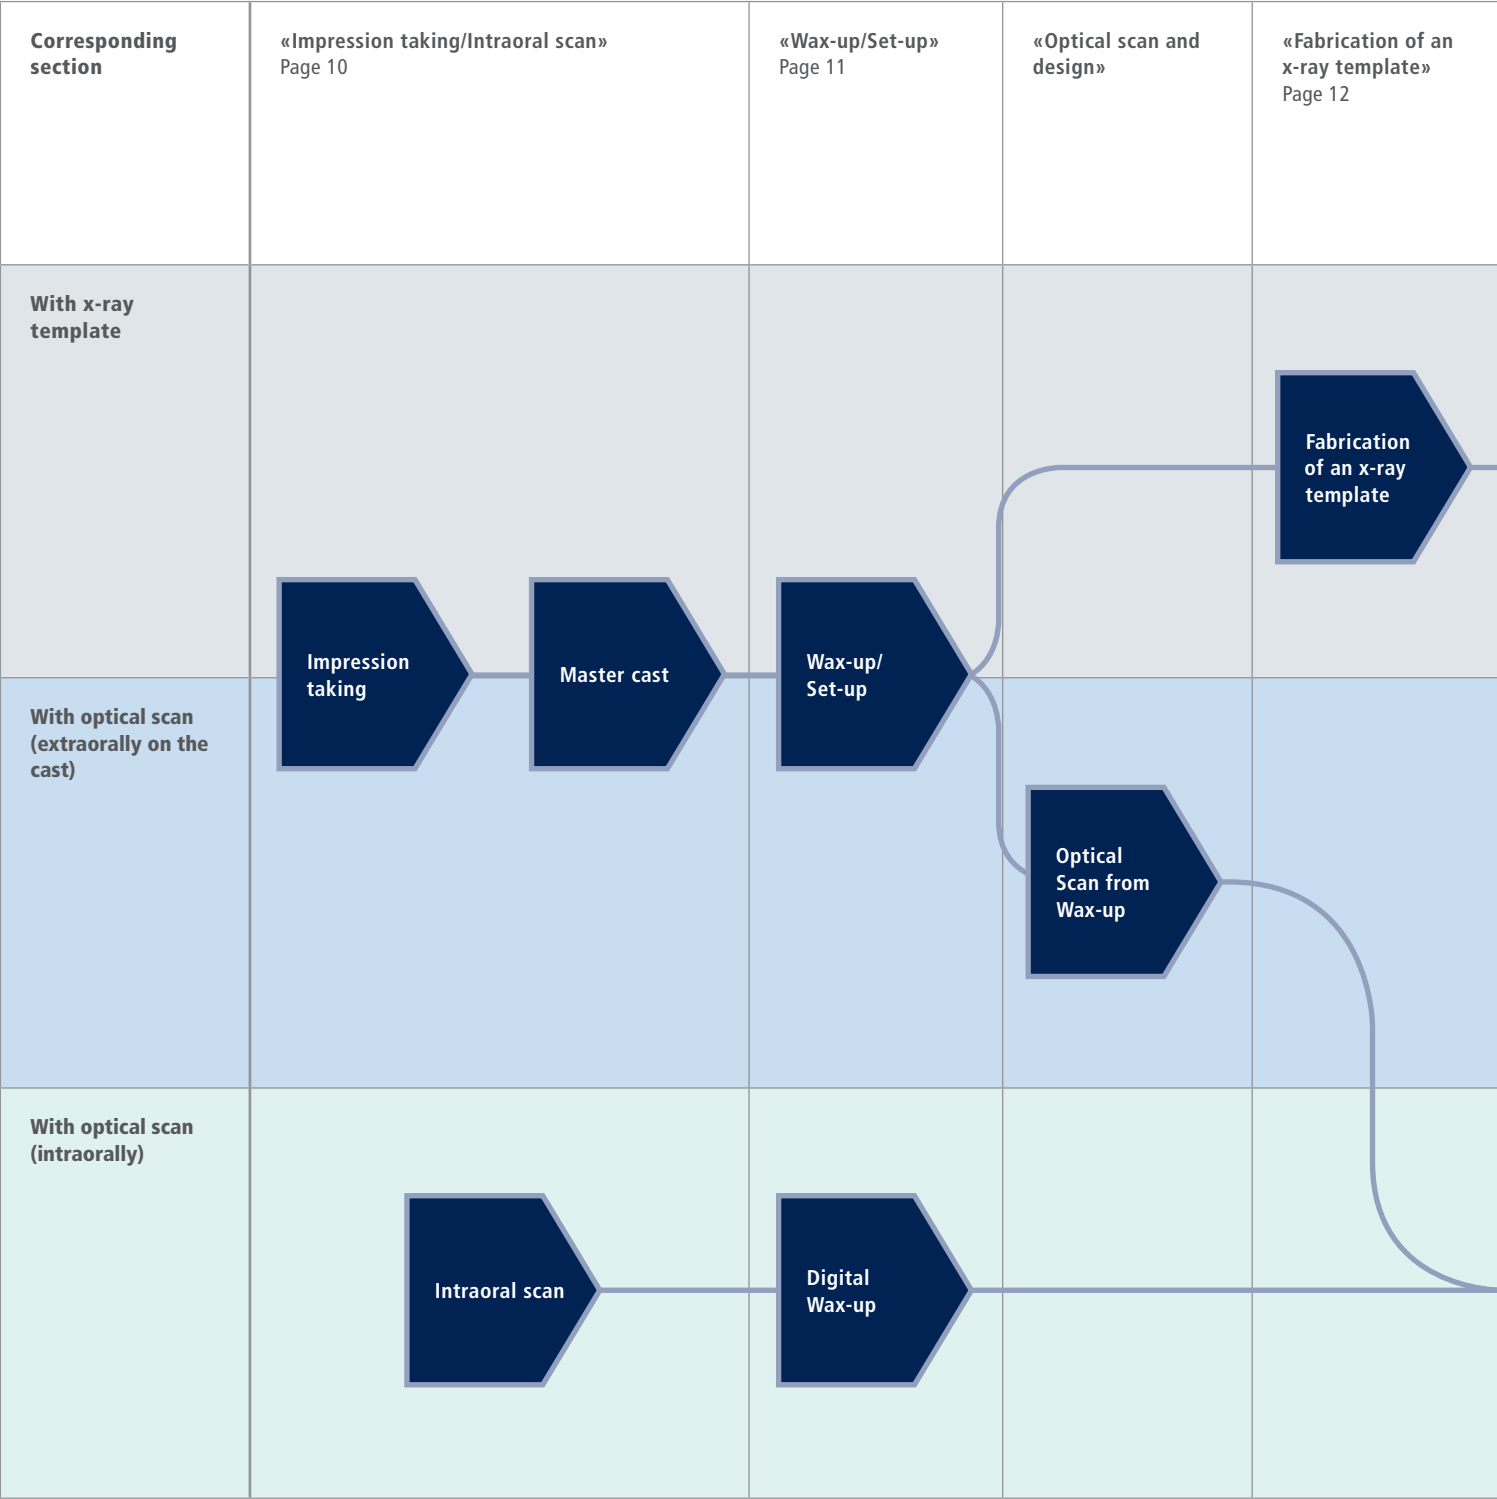 Corresponding
section
«Impression taking/Intraoral scan»
Page 10
«Wax-up/Set-up»
Page 11
«Optical scan and
design»
«Fabrication of an
x-ray template»
Page 12
With x-ray
template
Fabrication
of an x-ray
template
Impression
taking
Master cast
Wax-up/
Set-up
With optical scan
(extraorally on the
cast)
Optical
Scan from
Wax-up
With optical scan
(intraorally)
Intraoral scan
Digital
Wax-up